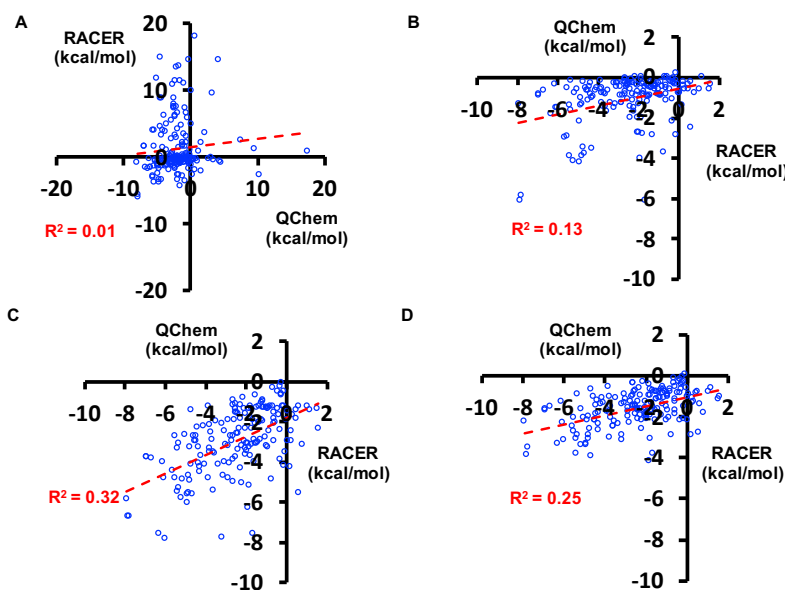 A
RACER
(kcal/mol)
20
10
0
-20
-10
0
10
20
-10
-20
QChem
(kcal/mol)
R² = 0.01
B
QChem
(kcal/mol)
2
0
-10
-8
-6
-4
-2
0
2
-2
-4
-6
-8
-10
RACER
(kcal/mol)
R² = 0.13
C
QChem
(kcal/mol)
2
0
-10
-8
-6
-4
-2
0
2
-2
-4
-6
-8
-10
RACER
(kcal/mol)
R² = 0.32
D
QChem
(kcal/mol)
2
0
-10
-8
-6
-4
-2
0
2
-2
-4
-6
-8
-10
RACER
(kcal/mol)
R² = 0.25